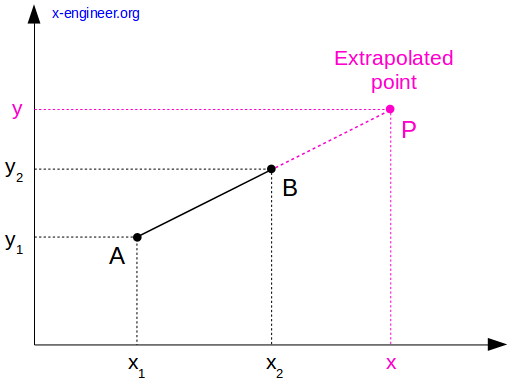 x-engineer.org
Extrapolated
point
y
P
y2
B
y1
A
x1
x2
x